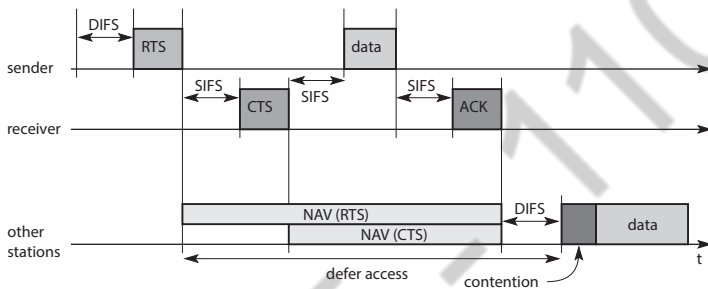 DIFS
RTS
data
sender
SIFS
SIFS
SIFS
CTS
ACK
receiver
NAV (RTS)
DIFS
NAV (CTS)
data
other
stations
t
defer access
contention